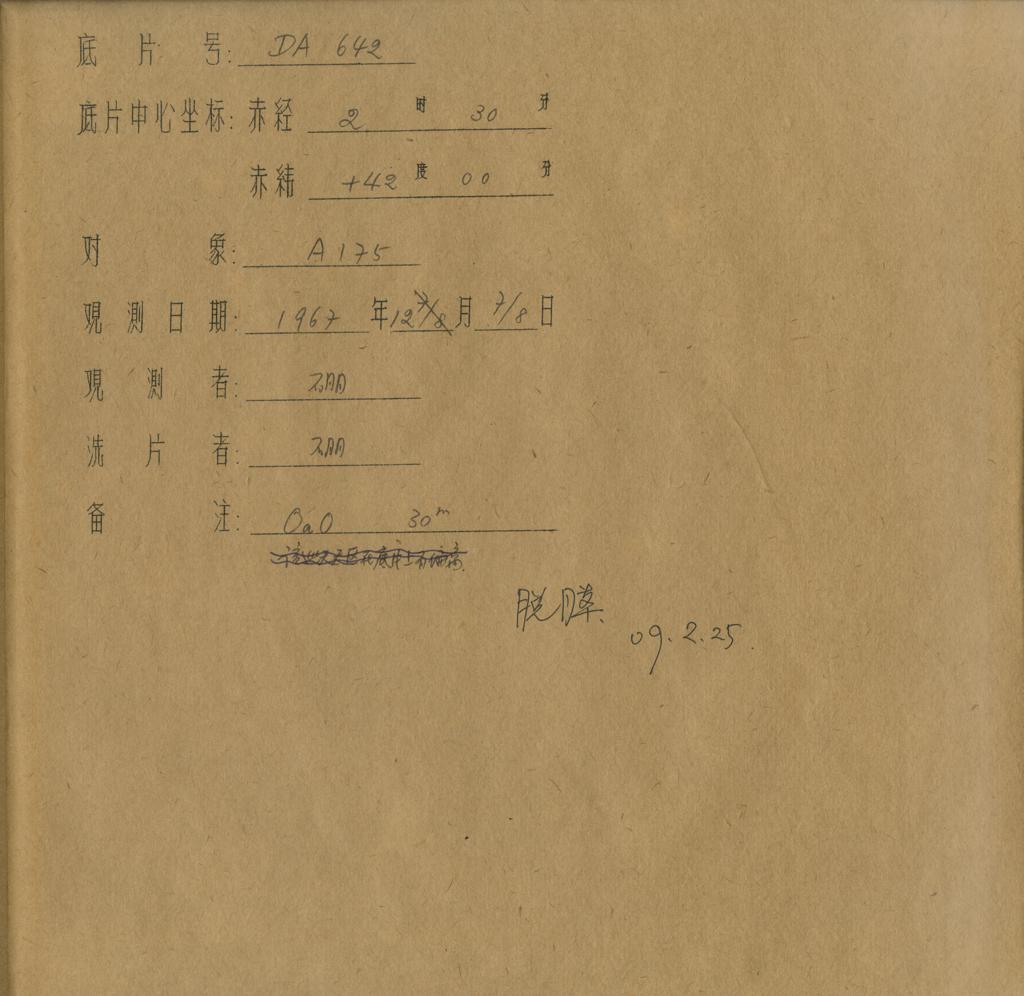 底片号: DA 642
底片中心坐标: 赤经 2 时 30 分
赤纬 +42 度 00 分
对象: A 175
观测日期: 1967 年 12 月 7/8 日
观测者:
洗片者:
备注: OaO 30m
脱膜
09.2.25.